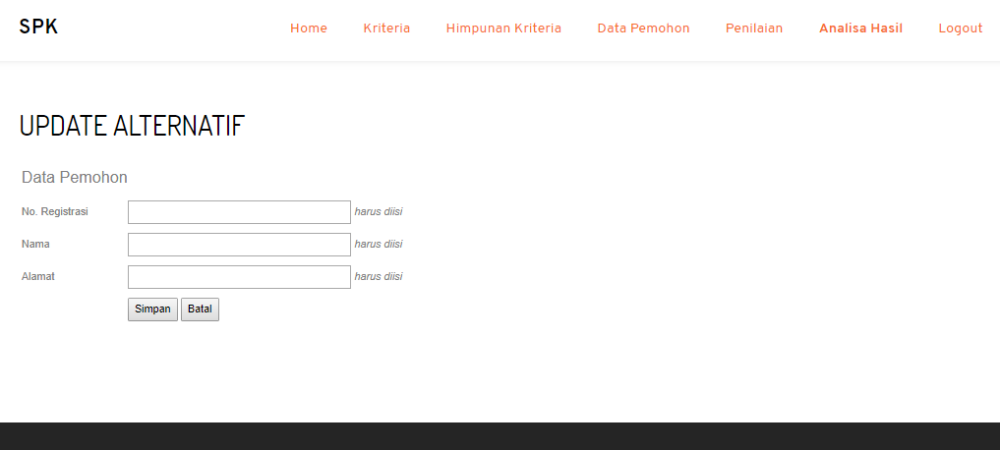 SPK Home Kriteria Himpunan Kriteria Data Pemohon Penilaian Analisa Hasil Logout
UPDATE ALTERNATIF
Data Pemohon
No. Registrasi harus diisi
Nama harus diisi
Alamat harus diisi
Simpan Batal